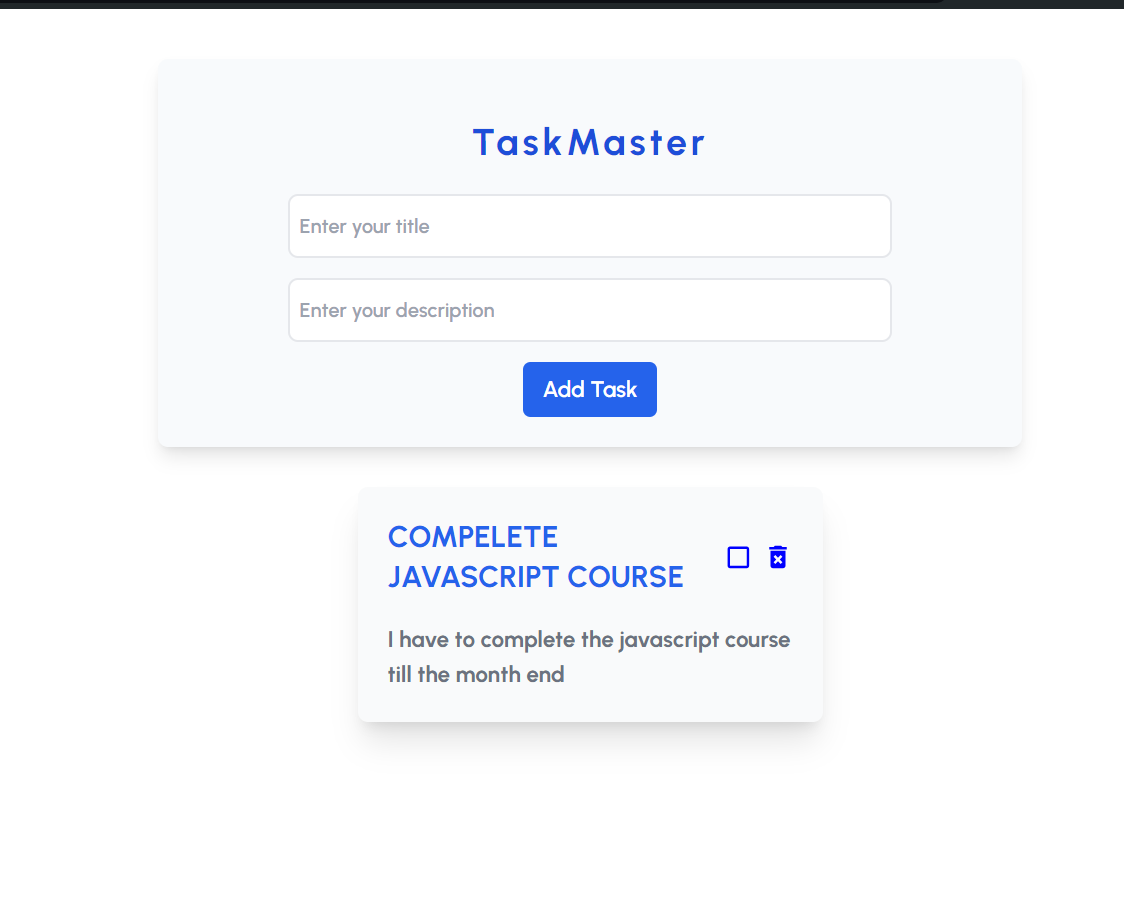 TaskMaster
Enter your title
Enter your description
Add Task
COMPELETE
JAVASCRIPT COURSE
I have to complete the javascript course
till the month end